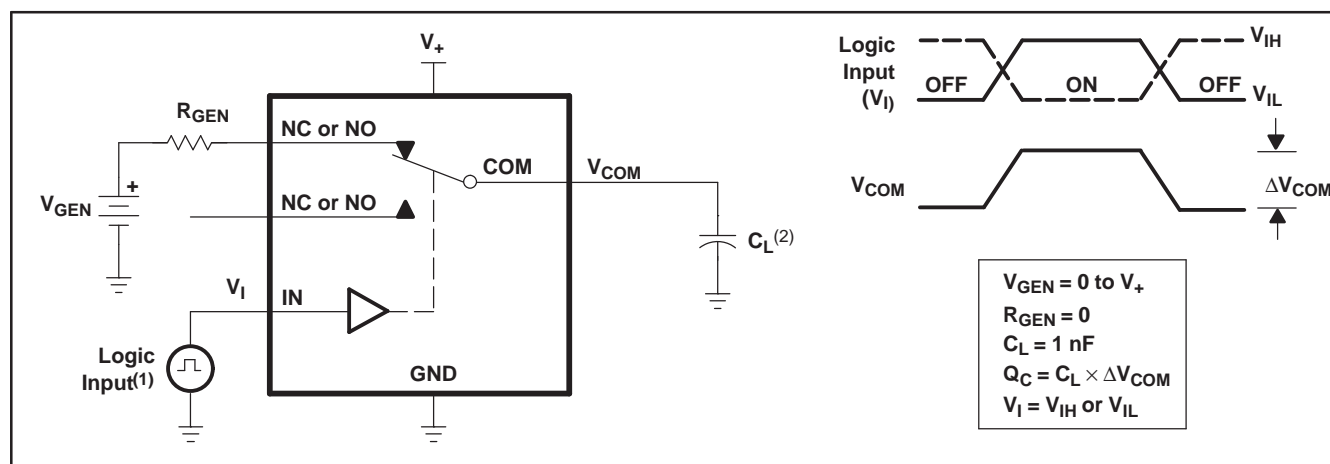 V+
RGEN
NC or NO
COM
VCOM
VGEN
+
NC or NO
CL(2)
VI
IN
Logic
Input(1)
GND
Logic
Input
(VI)
OFF
ON
OFF
VIH
VIL
VCOM
ΔVCOM
VGEN = 0 to V+
RGEN = 0
CL = 1 nF
QC = CL × ΔVCOM
VI = VIH or VIL